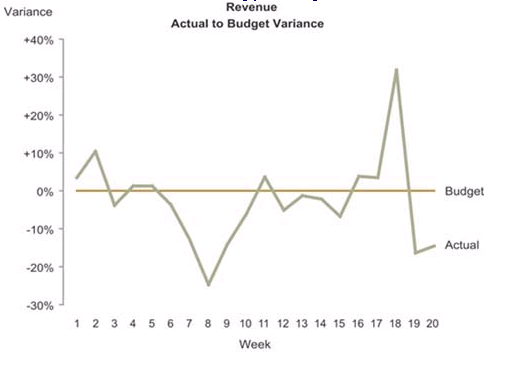 Revenue
Actual to Budget Variance
Variance
+40%
+30%
+20%
+10%
0%
-10%
-20%
-30%
Budget
Actual
1 2 3 4 5 6 7 8 9 10 11 12 13 14 15 16 17 18 19 20
Week